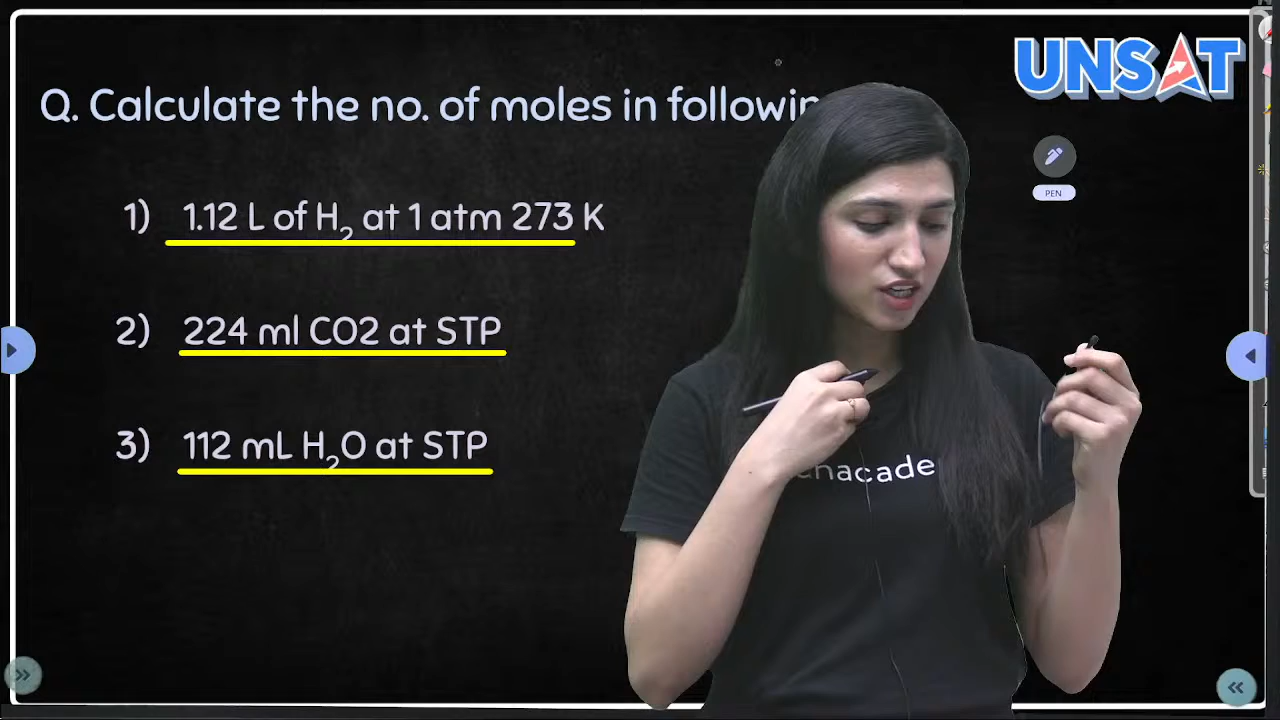 UNSAT
Q. Calculate the no. of moles in
PEN
1) 1.12 L of H₂ at 1 atm 273 K
2) 224 ml CO2 at STP
3) 112 mL H₂O at STP